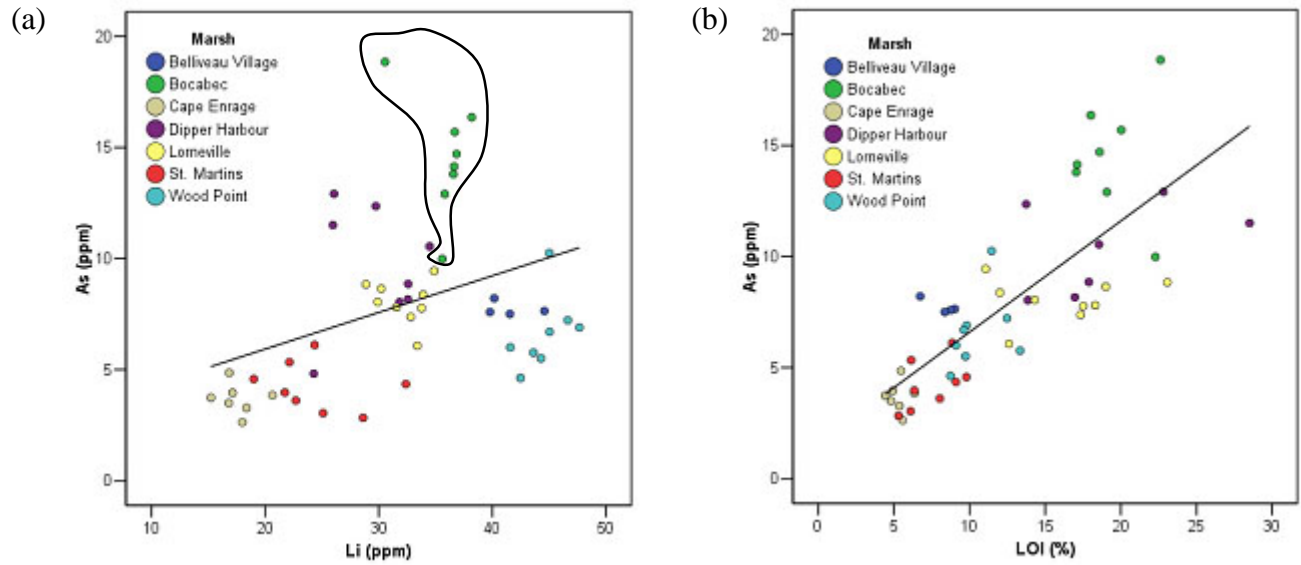 (a)
20
15
10
5
0
As (ppm)
Marsh
Belliveau Village
Bocabec
Cape Enrage
Dipper Harbour
Lorneville
St. Martins
Wood Point
10 20 30 40 50
Li (ppm)
(b)
20
15
10
5
0
As (ppm)
Marsh
Belliveau Village
Bocabec
Cape Enrage
Dipper Harbour
Lorneville
St. Martins
Wood Point
0 5 10 15 20 25 30
LOI (%)